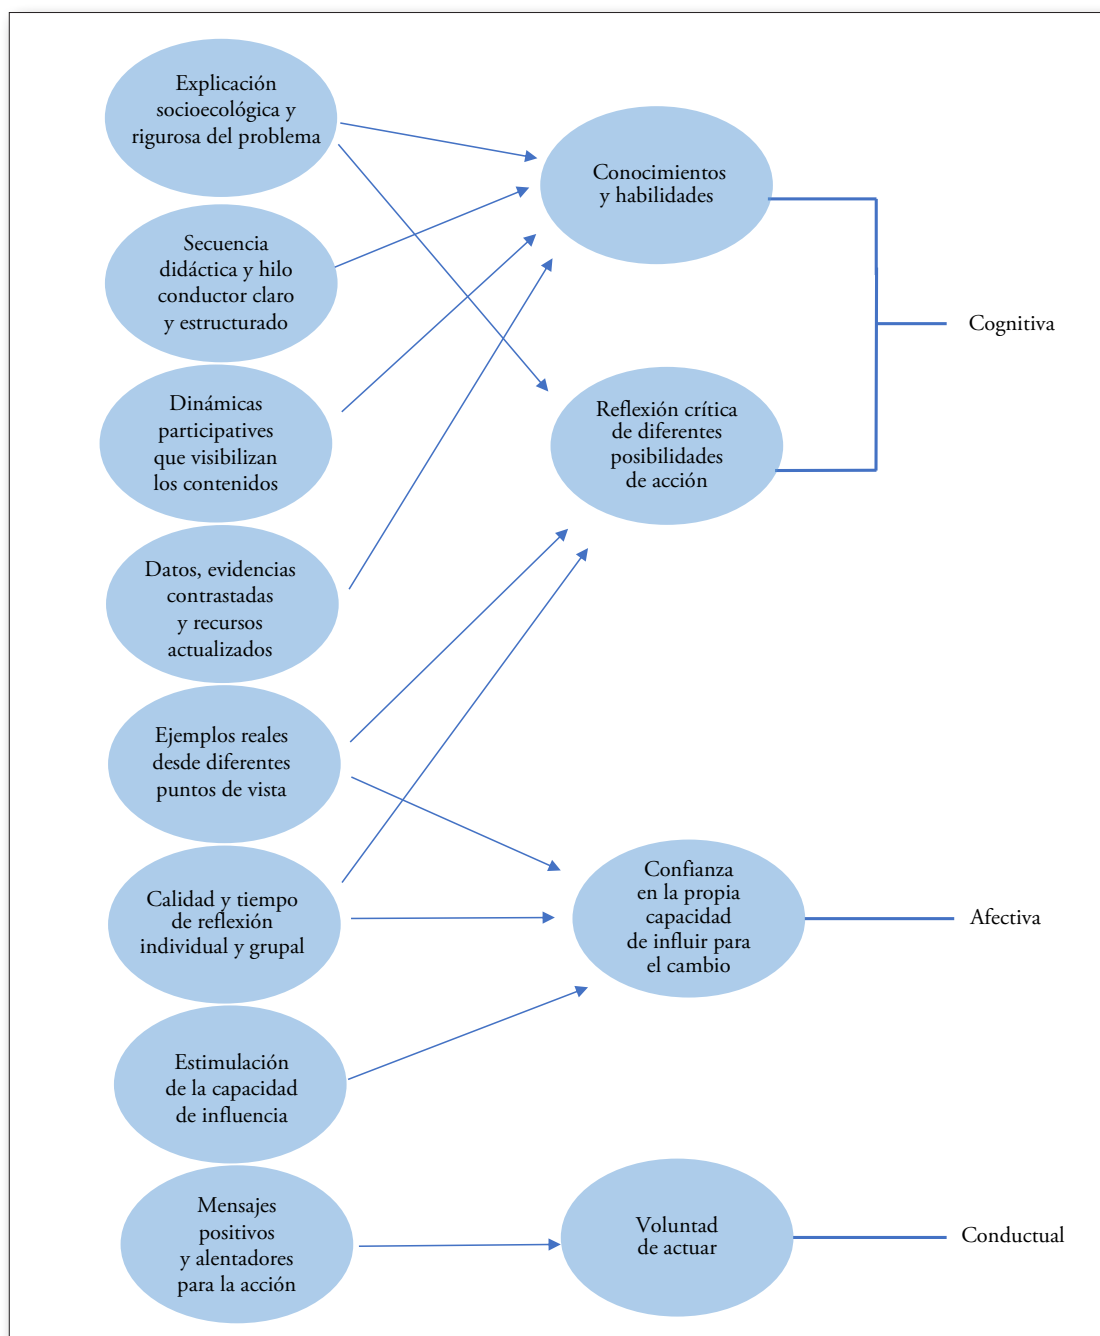 Explicación
socioecológica y
rigurosa del problema
Secuencia
didáctica y hilo
conductor claro
y estructurado
Dinámicas
participatives
que visibilizan
los contenidos
Datos, evidencias
contrastadas
y recursos
actualizados
Ejemplos reales
desde diferentes
puntos de vista
Calidad y tiempo
de reflexión
individual y grupal
Estimulación
de la capacidad
de influencia
Mensajes
positivos
y alentadores
para la acción
Conocimientos
y habilidades
Reflexión crítica
de diferentes
posibilidades
de acción
Confianza
en la propia
capacidad
de influir para
el cambio
Voluntad
de actuar
Cognitiva
Afectiva
Conductual